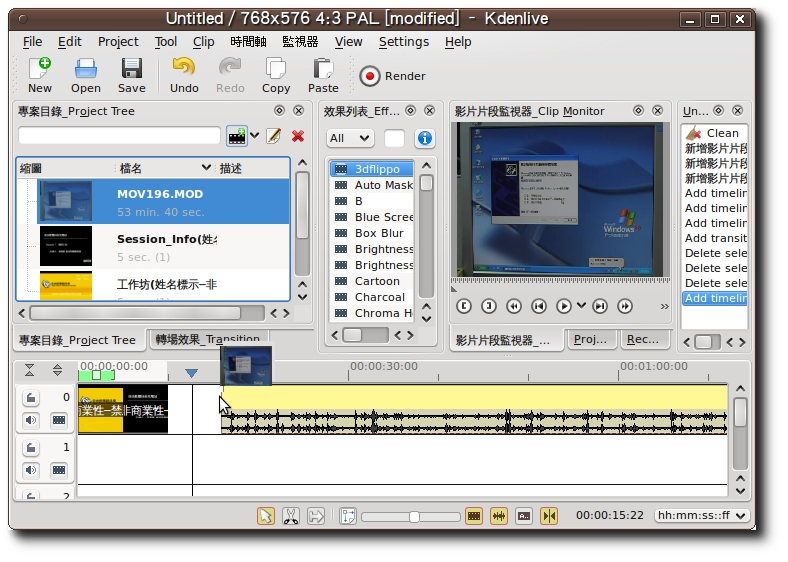 Untitled / 768x576 4:3 PAL [modified] - Kdenlive
File Edit Project Tool Clip 時間軸 監視器 View Settings Help
New Open Save Undo Redo Copy Paste Render
專案目錄_Project Tree
效果列表_Eff...
影片片段監視器_Clip Monitor
Un...
All
縮圖 檔名 描述
MOV196.MOD
53 min. 40 sec.
Session_Info(姓
5 sec. (1)
工作坊(姓名標示─非
3dflippo
Auto Mask
B
Blue Scree
Box Blur
Brightness
Brightness
Cartoon
Charcoal
Chroma H
Windows
Clean
新增影片片段
新增影片片段
新增影片片段
Add timelin
Add timelin
Add timelin
Add transit
Delete sele
Delete sele
Delete sele
Add timelin
專案目錄_Project Tree
轉場效果_Transition
影片片段監視器_...
Proj...
Rec...
00:00:00:00
00:00:30:00
00:01:00:00
0
1
2
00:00:15:22
hh:mm:ss::ff